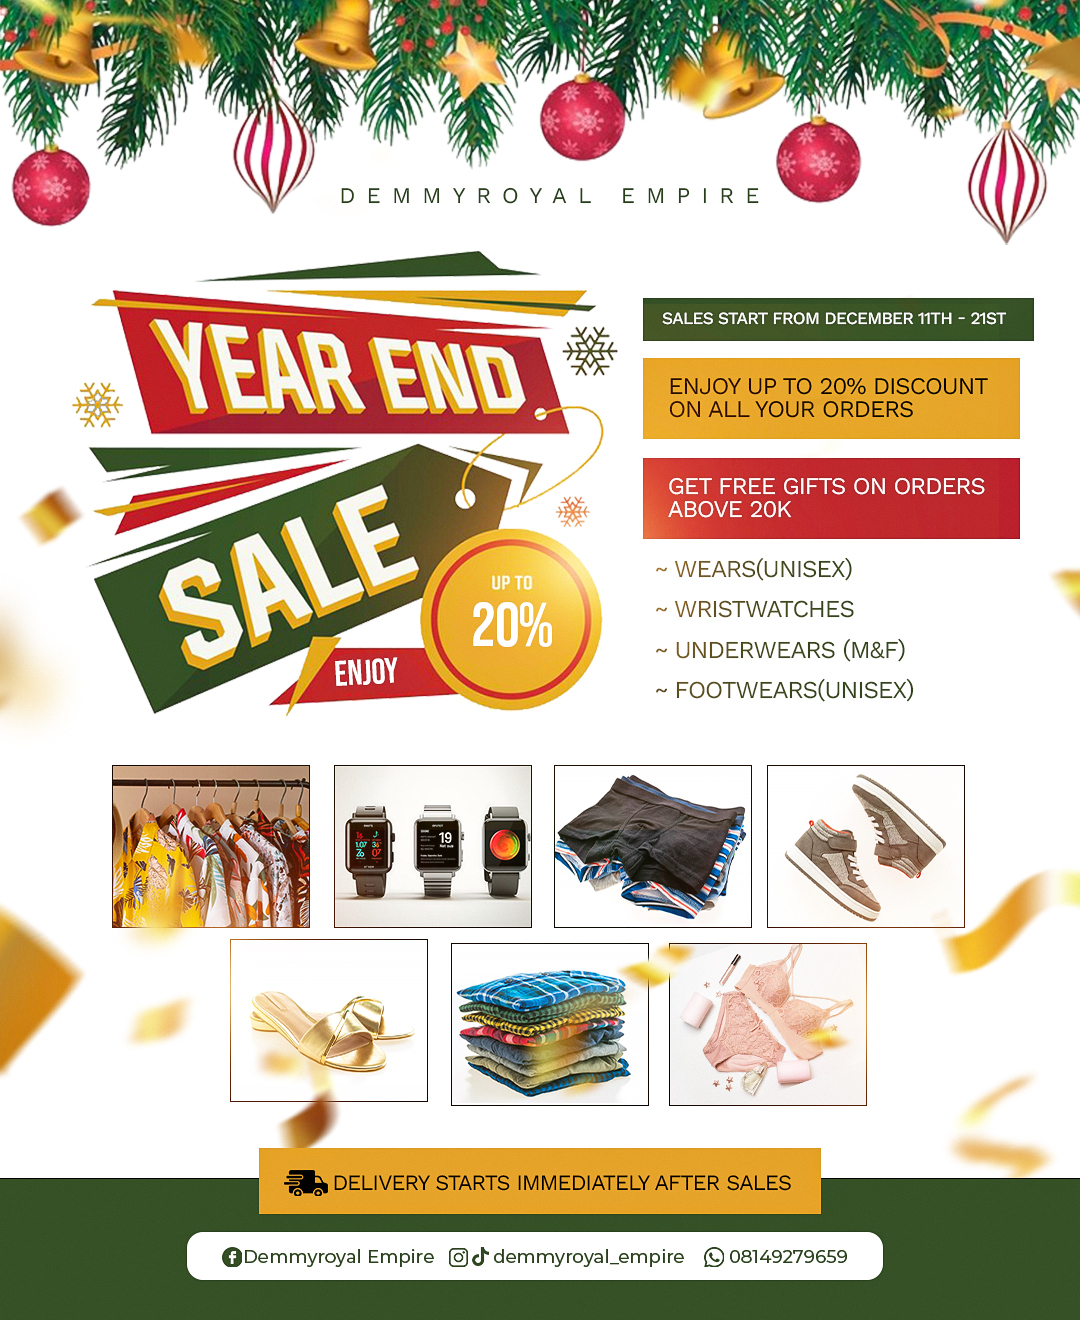 DEMMYROYAL EMPIRE
YEAR END
SALE
UP TO
20%
ENJOY
SALES START FROM DECEMBER 11TH - 21ST
ENJOY UP TO 20% DISCOUNT
ON ALL YOUR ORDERS
GET FREE GIFTS ON ORDERS
ABOVE 20K
~ WEARS(UNISEX)
~ WRISTWATCHES
~ UNDERWEARS (M&F)
~ FOOTWEARS(UNISEX)
19
DELIVERY STARTS IMMEDIATELY AFTER SALES
Demmyroyal Empire demmyroyal_empire 08149279659